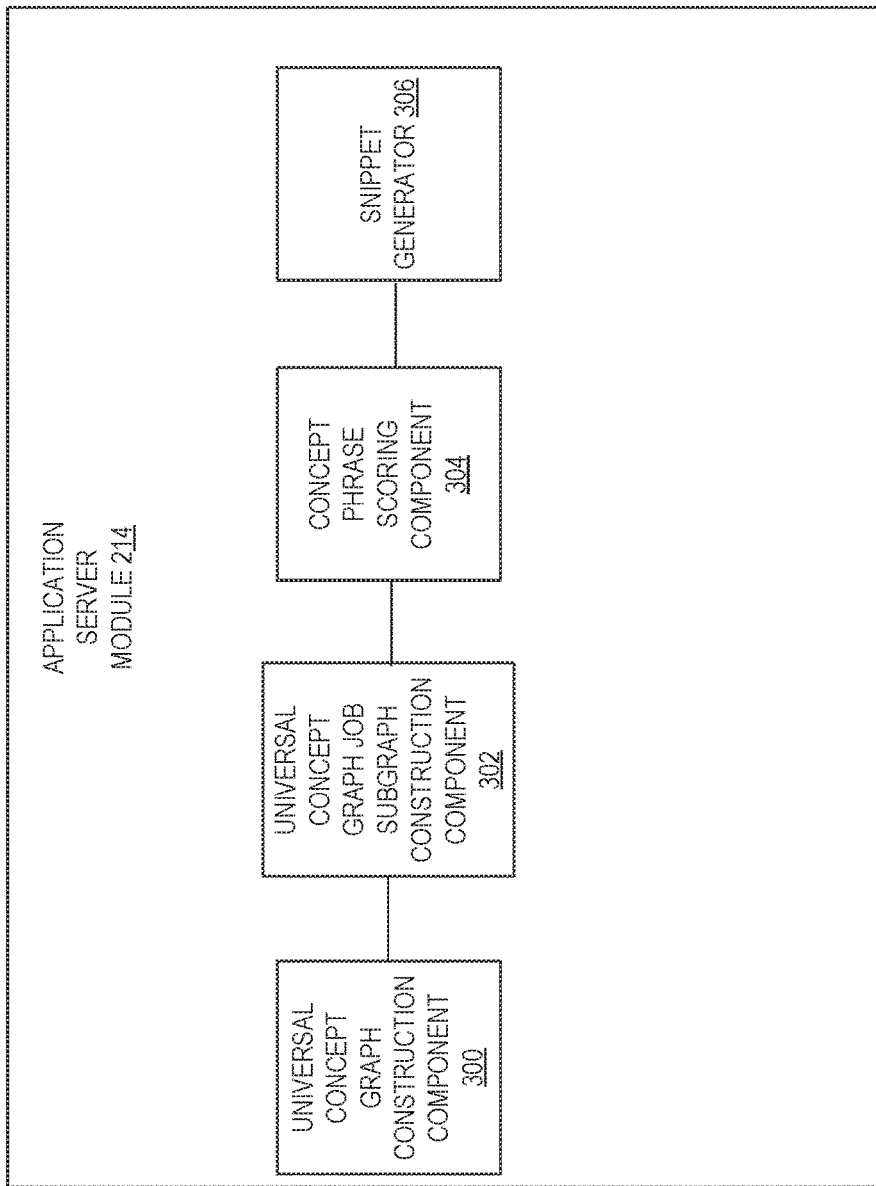 APPLICATION
SERVER
MODULE 214
UNIVERSAL
CONCEPT
GRAPH
CONSTRUCTION
COMPONENT
300
UNIVERSAL
CONCEPT
GRAPH JOB
SUBGRAPH
CONSTRUCTION
COMPONENT
302
CONCEPT
PHRASE
SCORING
COMPONENT
304
SNIPPET
GENERATOR 306